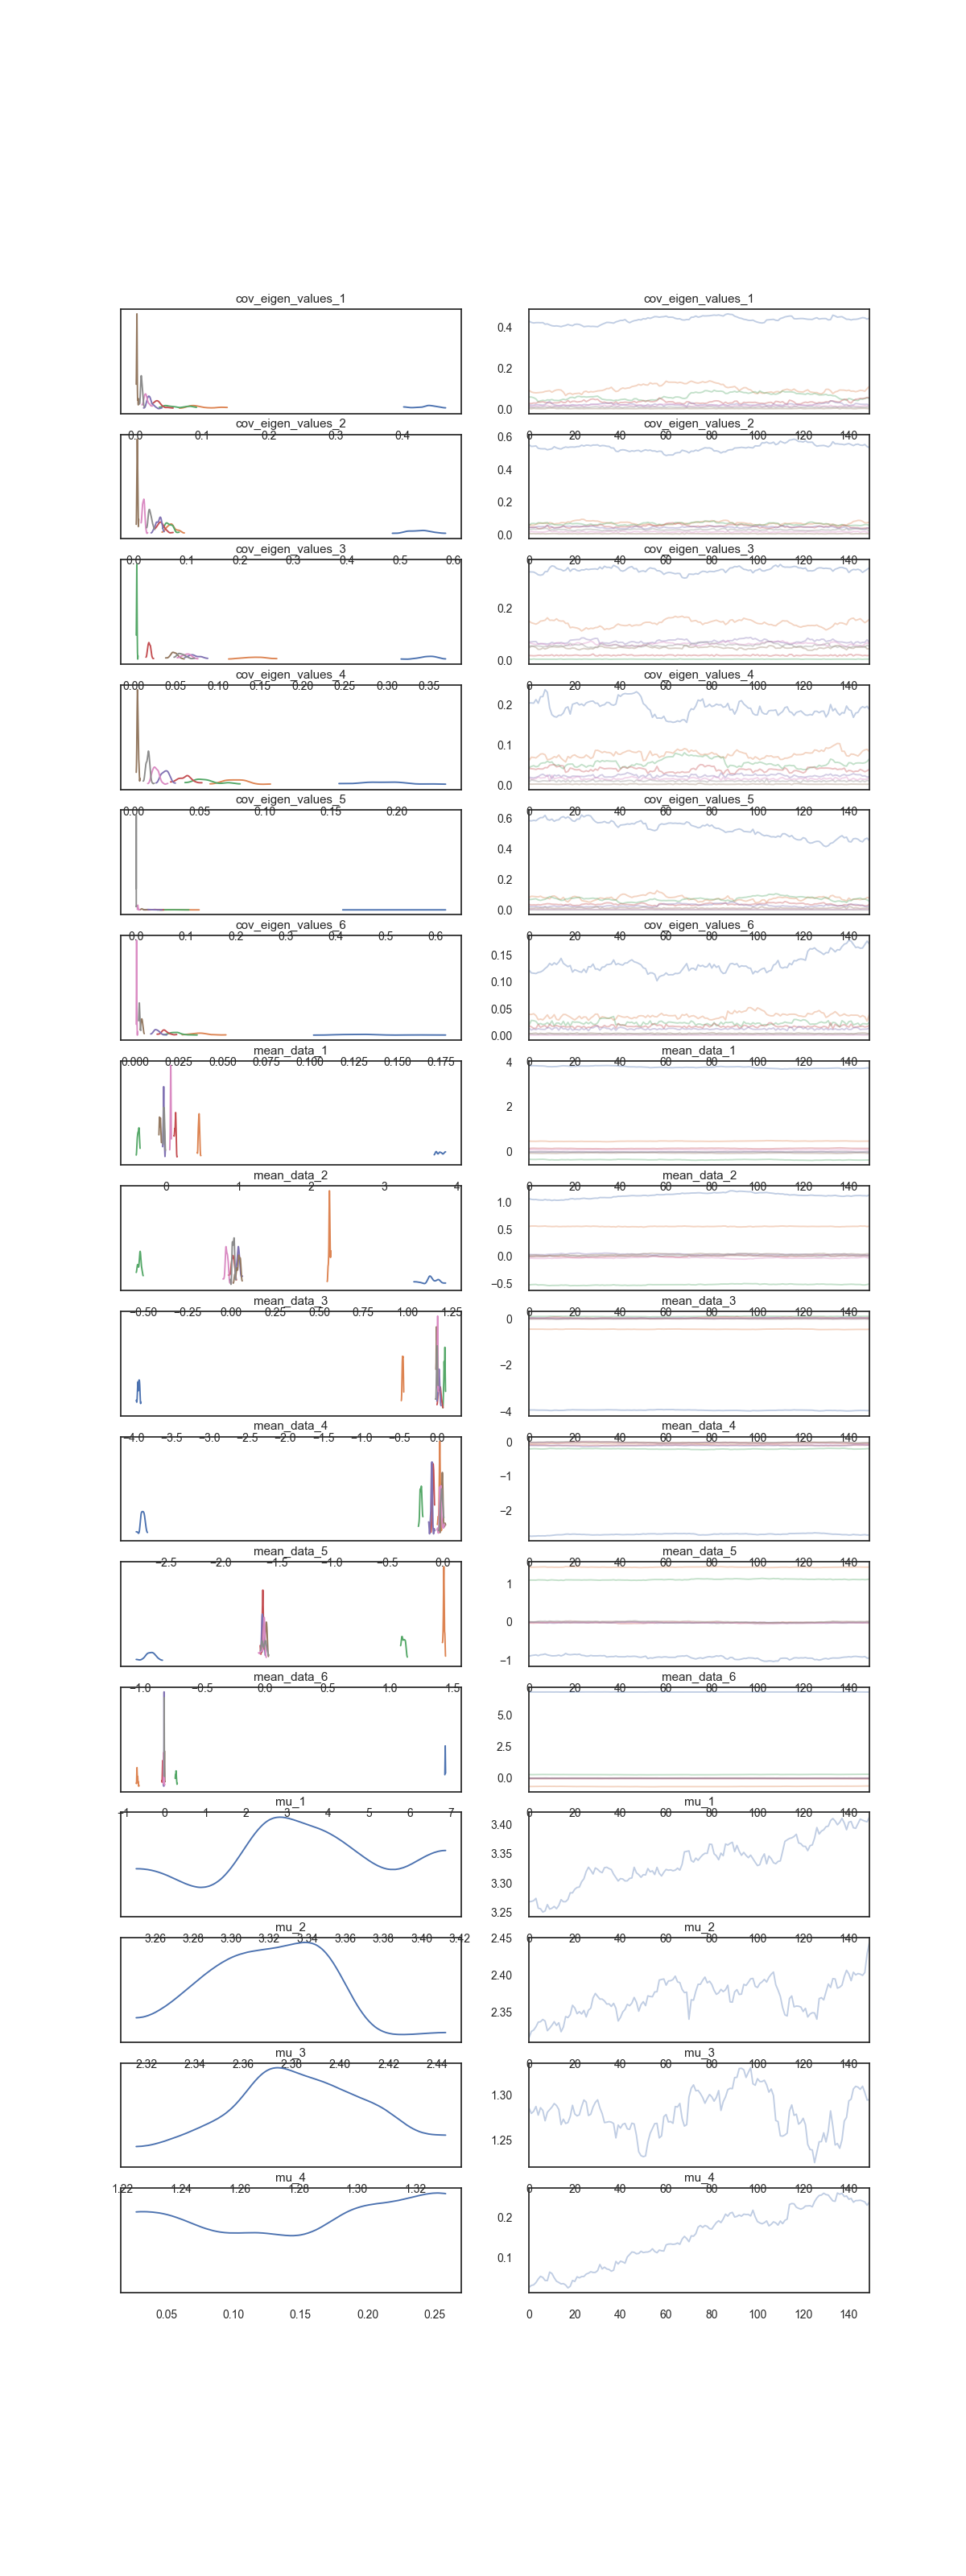 cov_eigen_values_1 cov_eigen_values_1
0.4
0.2
0.0
cov_eigen_values_2 cov_eigen_values_2
0.0 0.1 0.2 0.3 0.4 0.6 0 20 40 60 80 100 120 140
0.4
0.2
0.0
cov_eigen_values_3 cov_eigen_values_3
0.0 0.1 0.2 0.3 0.4 0.5 0.6 0 20 40 60 80 100 120 140
0.2
0.0
cov_eigen_values_4 cov_eigen_values_4
0.00 0.05 0.10 0.15 0.20 0.25 0.30 0.35 0 20 40 60 80 100 120 140
0.2
0.1
0.0
cov_eigen_values_5 cov_eigen_values_5
0.00 0.05 0.10 0.15 0.20 0 20 40 60 80 100 120 140
0.6
0.4
0.2
0.0
cov_eigen_values_6 cov_eigen_values_6
0.0 0.1 0.2 0.3 0.4 0.5 0.6 0 20 40 60 80 100 120 140
0.15
0.10
0.05
0.00
mean_data_1 mean_data_1
0.000 0.025 0.050 0.075 0.100 0.125 0.150 0.175 4 0 20 40 60 80 100 120 140
2
0
mean_data_2 mean_data_2
0 1 2 3 4 0 20 40 60 80 100 120 140
1.0
0.5
0.0
−0.5
mean_data_3 mean_data_3
−0.50 −0.25 0.00 0.25 0.50 0.75 1.00 1.25 0 20 40 60 80 100 120 140
0
−2
−4
mean_data_4 mean_data_4
−4.0 −3.5 −3.0 −2.5 −2.0 −1.5 −1.0 −0.5 0.0 0 20 40 60 80 100 120 140
0
−1
−2
mean_data_5 mean_data_5
−2.5 −2.0 −1.5 −1.0 −0.5 0.0 0 20 40 60 80 100 120 140
1
0
−1
mean_data_6 mean_data_6
−1.0 −0.5 0.0 0.5 1.0 1.5 0 20 40 60 80 100 120 140
5.0
2.5
0.0
mu_1 mu_1
−1 0 1 2 3 4 5 6 7 0 20 40 60 80 100 120 140
3.40
3.35
3.30
3.25
mu_2 mu_2
3.26 3.28 3.30 3.32 3.34 3.36 3.38 3.40 3.42 2.45 0 20 40 60 80 100 120 140
2.40
2.35
mu_3 mu_3
2.32 2.34 2.36 2.38 2.40 2.42 2.44 0 20 40 60 80 100 120 140
1.30
1.25
mu_4 mu_4
1.22 1.24 1.26 1.28 1.30 1.32 0 20 40 60 80 100 120 140
0.2
0.1
0.05 0.10 0.15 0.20 0.25 0 20 40 60 80 100 120 140